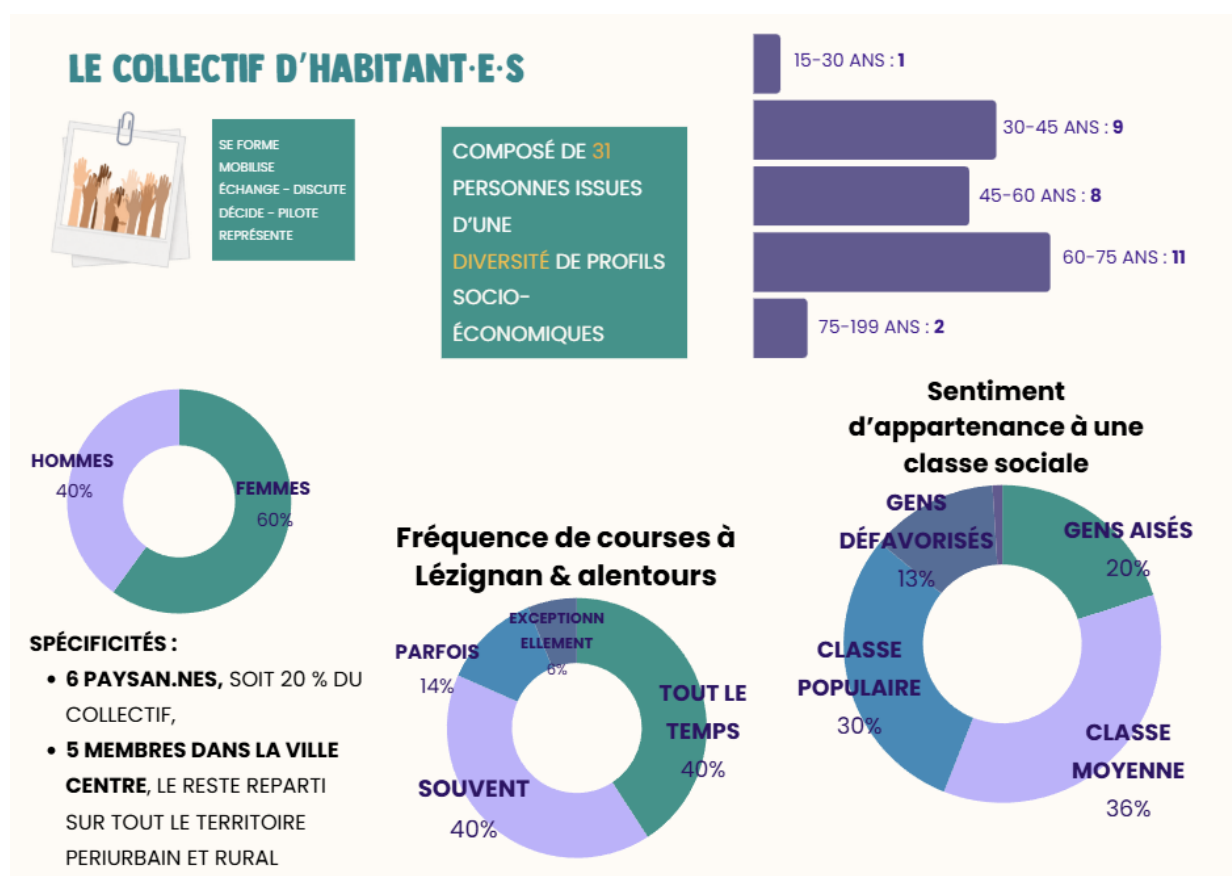 LE COLLECTIF D'HABITANT·E·S
SE FORME
MOBILISE
ÉCHANGE - DISCUTE
DÉCIDE - PILOTE
REPRÉSENTE
COMPOSÉ DE 31
PERSONNES ISSUES
D'UNE
DIVERSITÉ DE PROFILS
SOCIO-
ÉCONOMIQUES
15-30 ANS : 1
30-45 ANS : 9
45-60 ANS : 8
60-75 ANS : 11
75-199 ANS : 2
HOMMES
40%
FEMMES
60%
SPÉCIFICITÉS :
• 6 PAYSAN.NES, SOIT 20 % DU
COLLECTIF,
• 5 MEMBRES DANS LA VILLE
CENTRE, LE RESTE REPARTI
SUR TOUT LE TERRITOIRE
PERIURBAIN ET RURAL
Fréquence de courses à
Lézignan & alentours
EXCEPTIONN
ELLEMENT
6%
PARFOIS
14%
TOUT LE
TEMPS
40%
SOUVENT
40%
Sentiment
d'appartenance à une
classe sociale
GENS
DÉFAVORISÉS
13%
GENS AISÉS
20%
CLASSE
POPULAIRE
30%
CLASSE
MOYENNE
36%